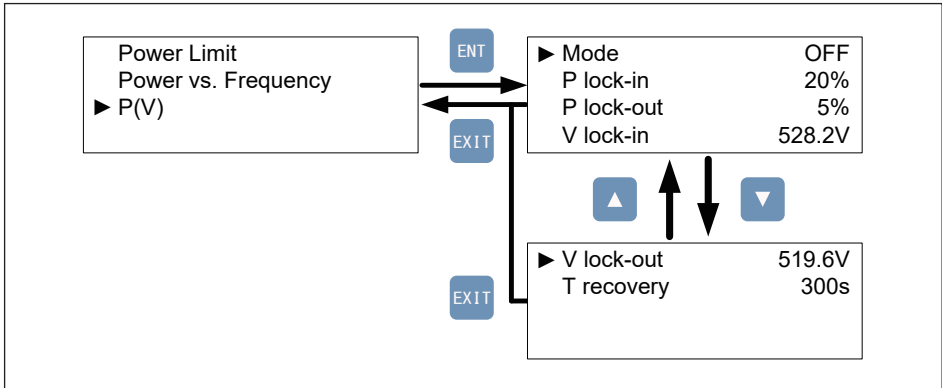 Power Limit
Power vs. Frequency
► P(V)
ENT
EXIT
► Mode OFF
P lock-in 20%
P lock-out 5%
V lock-in 528.2V
▲ ▼
EXIT
► V lock-out 519.6V
T recovery 300s